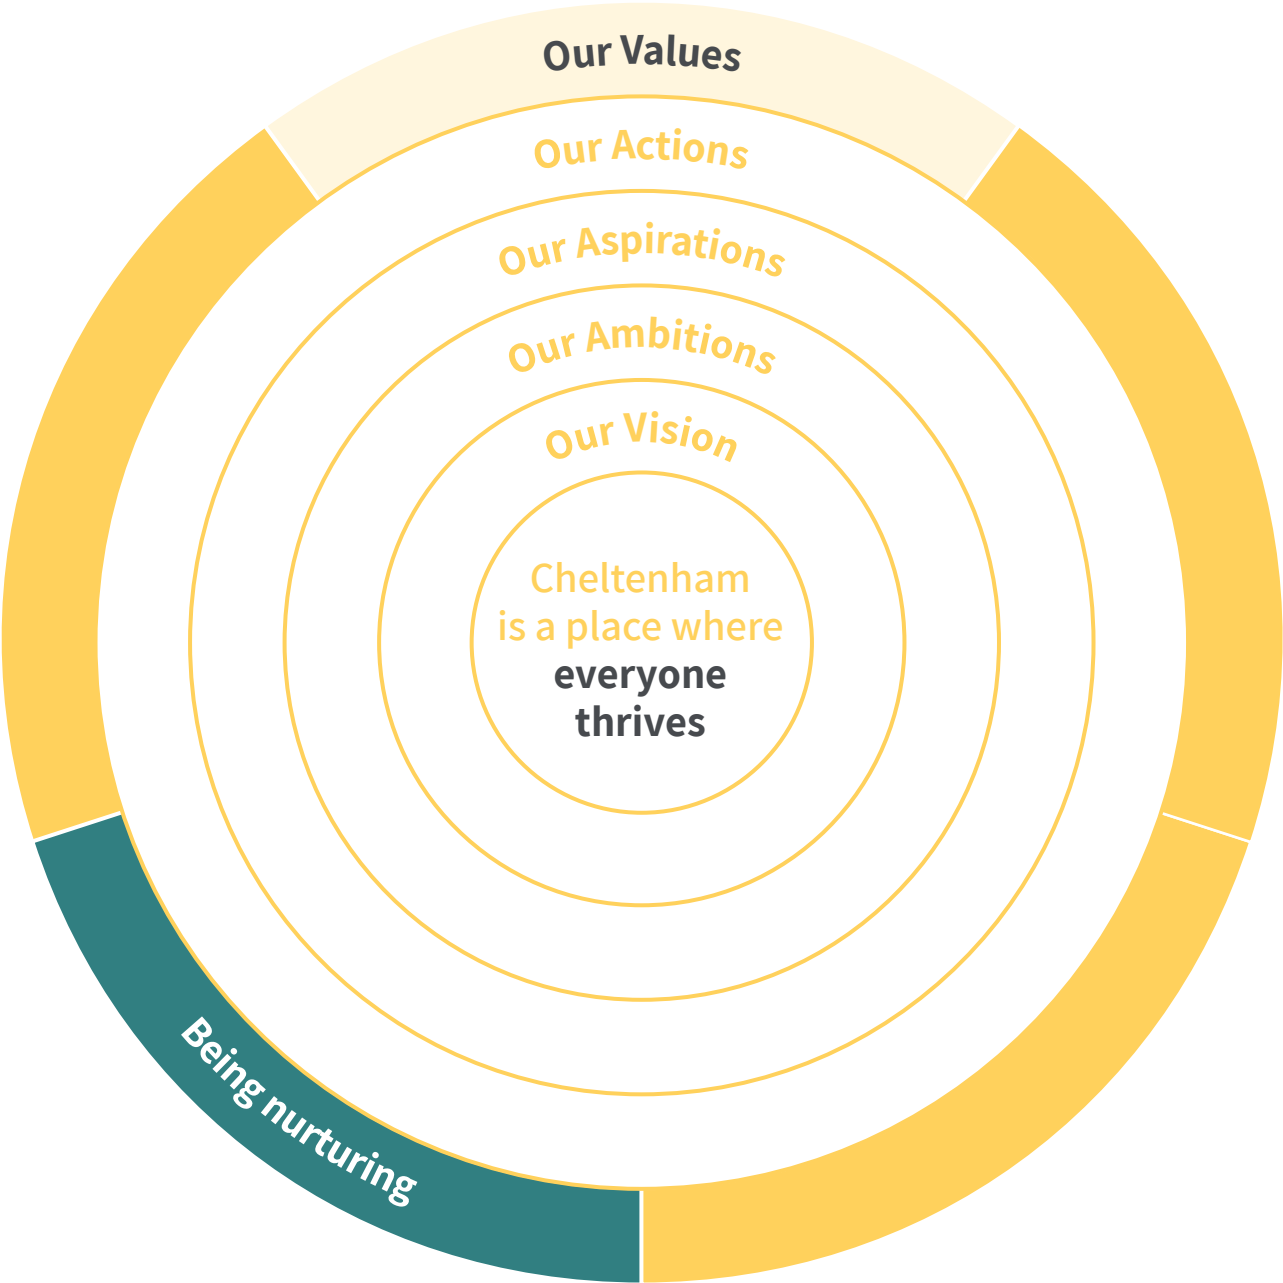 Our Values
Our Actions
Our Aspirations
Our Ambitions
Our Vision
Cheltenham
is a place where
everyone
thrives
Being nurturing